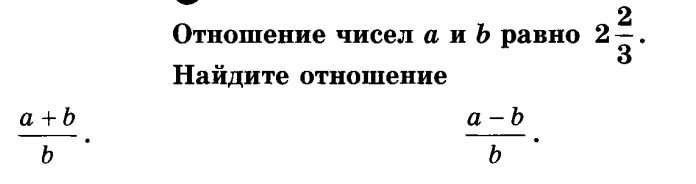 Отношение чисел a и b равно 2 2/3.
Найдите отношение
(a + b)/b. (a − b)/b.